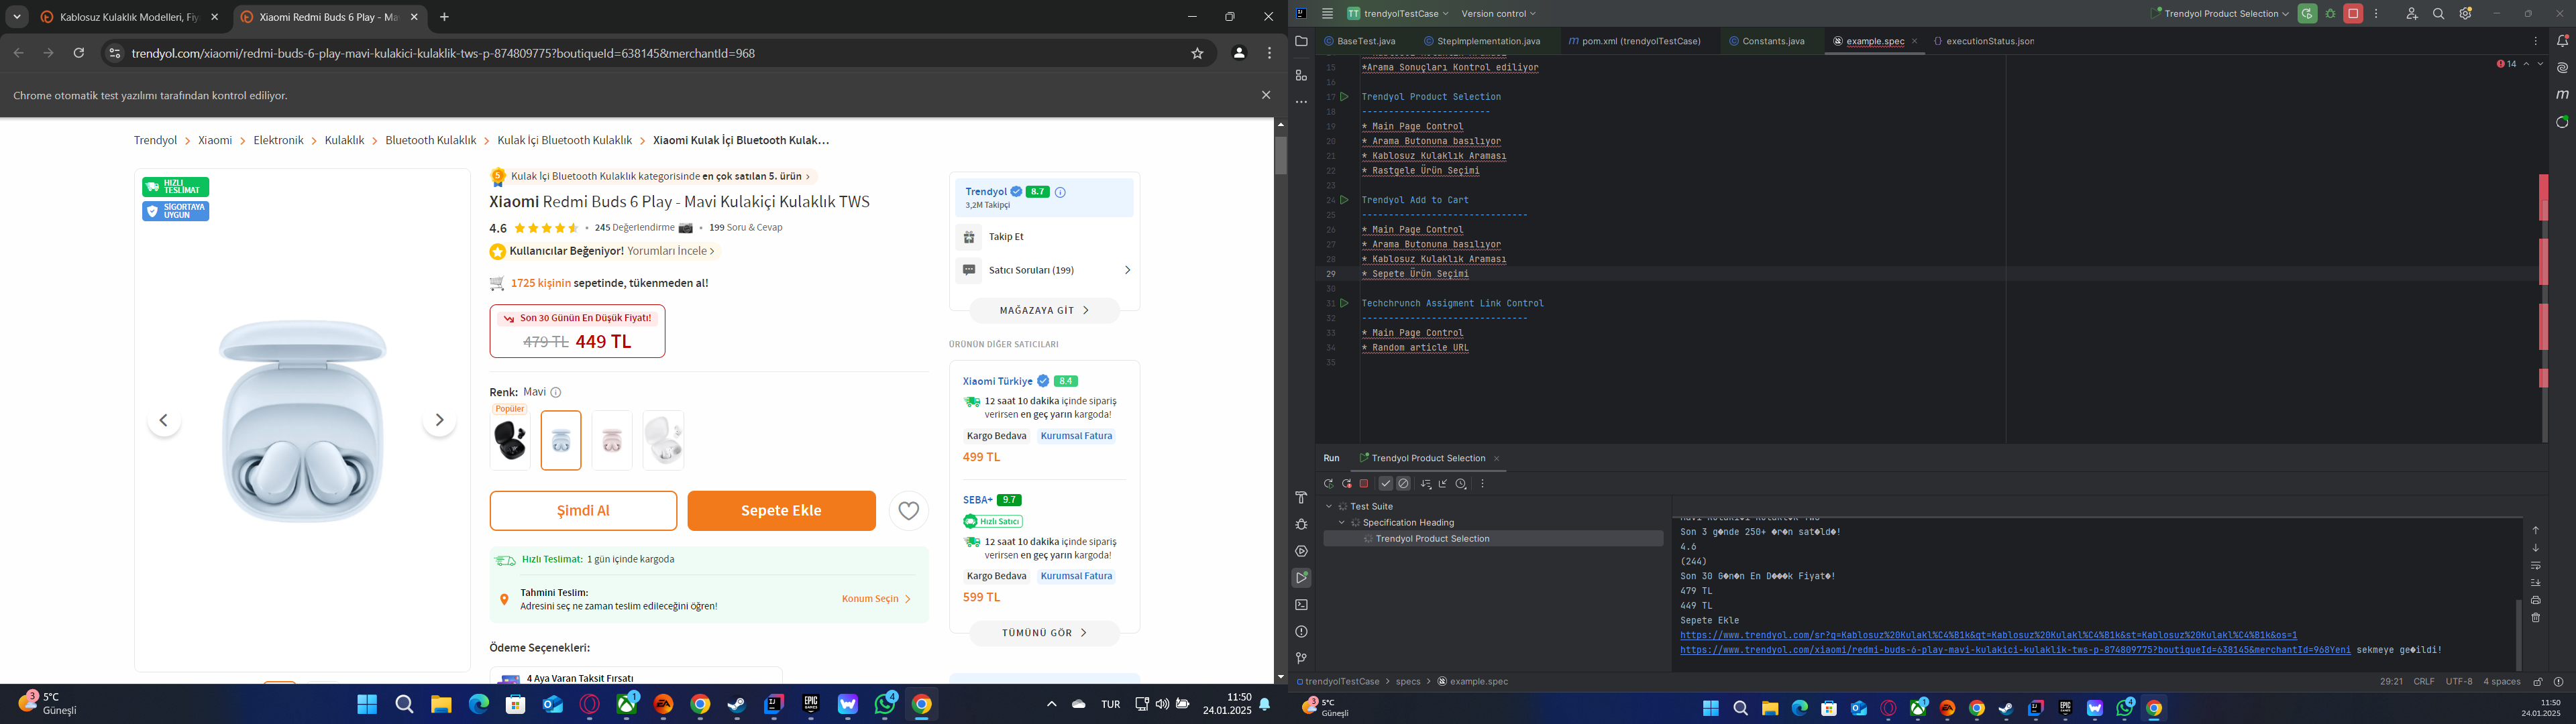 Kablosuz Kulaklık Modelleri, Fiy
Xiaomi Redmi Buds 6 Play - Mav
trendyol.com/xiaomi/redmi-buds-6-play-mavi-kulakici-kulaklik-tws-p-874809775?boutiqueId=638145&merchantId=968
Chrome otomatik test yazılımı tarafından kontrol ediliyor.
Trendyol > Xiaomi > Elektronik > Kulaklık > Bluetooth Kulaklık > Kulak İçi Bluetooth Kulaklık > Xiaomi Kulak İçi Bluetooth Kulak...
HIZLI
TESLİMAT
SİGORTAYA
UYGUN
5 Kulak İçi Bluetooth Kulaklık kategorisinde en çok satılan 5. ürün >
Xiaomi Redmi Buds 6 Play - Mavi Kulakiçi Kulaklık TWS
4.6 • 245 Değerlendirme • 199 Soru & Cevap
Kullanıcılar Beğeniyor! Yorumları İncele >
1725 kişinin sepetinde, tükenmeden al!
Son 30 Günün En Düşük Fiyatı!
479 TL 449 TL
Renk: Mavi
Popüler
Şimdi Al
Sepete Ekle
Hızlı Teslimat: 1 gün içinde kargoda
Tahmini Teslim:
Adresini seç ne zaman teslim edileceğini öğren!
Konum Seçin >
Ödeme Seçenekleri:
4 Aya Varan Taksit Fırsatı
Trendyol 8.7
3,2M Takipçi
Takip Et
Satıcı Soruları (199)
MAĞAZAYA GİT >
ÜRÜNÜN DİĞER SATICILARI
Xiaomi Türkiye 8.4
12 saat 10 dakika içinde sipariş
verirsen en geç yarın kargoda!
Kargo Bedava Kurumsal Fatura
499 TL
SEBA+ 9.7
Hızlı Satıcı
12 saat 10 dakika içinde sipariş
verirsen en geç yarın kargoda!
Kargo Bedava Kurumsal Fatura
599 TL
TÜMÜNÜ GÖR >
3 5°C
Güneşli
1
4
TUR
11:50
24.01.2025
TT trendyolTestCase Version control
Trendyol Product Selection
BaseTest.java
StepImplementation.java
pom.xml (trendyolTestCase)
Constants.java
example.spec
executionStatus.json
14
15 *Arama Sonuçları Kontrol ediliyor
16
17 Trendyol Product Selection
18 -------------------------
19 * Main Page Control
20 * Arama Butonuna basılıyor
21 * Kablosuz Kulaklık Araması
22 * Rastgele Ürün Seçimi
23
24 Trendyol Add to Cart
25 --------------------------------
26 * Main Page Control
27 * Arama Butonuna basılıyor
28 * Kablosuz Kulaklık Araması
29 * Sepete Ürün Seçimi
30
31 Techchrunch Assigment Link Control
32 --------------------------------
33 * Main Page Control
34 * Random article URL
35
Run Trendyol Product Selection
Test Suite
Specification Heading
Trendyol Product Selection
Son 3 g�nde 250+ �r�n sat�ld�!
4.6
(244)
Son 30 G�n�n En D���k Fiyat�!
479 TL
449 TL
Sepete Ekle
https://www.trendyol.com/sr?q=Kablosuz%20Kulakl%C4%B1k&qt=Kablosuz%20Kulakl%C4%B1k&st=Kablosuz%20Kulakl%C4%B1k&os=1
https://www.trendyol.com/xiaomi/redmi-buds-6-play-mavi-kulakici-kulaklik-tws-p-874809775?boutiqueId=638145&merchantId=968Yeni sekmeye ge�ildi!
trendyolTestCase > specs > example.spec
29:21 CRLF UTF-8 4 spaces
3 5°C
Güneşli
1
4
11:50
24.01.2025